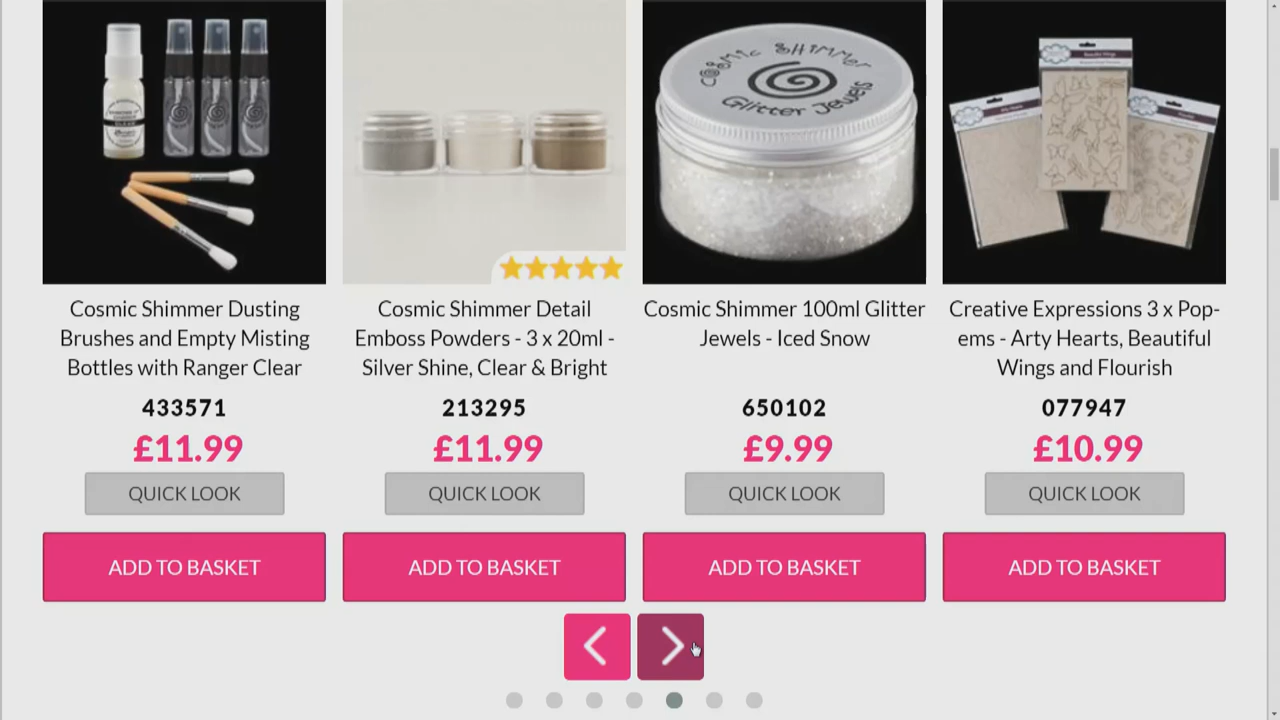 COSMIC SHIMMER
Glitter Jewels
Cosmic Shimmer Dusting
Brushes and Empty Misting
Bottles with Ranger Clear
433571
£11.99
QUICK LOOK
ADD TO BASKET
Cosmic Shimmer Detail
Emboss Powders - 3 x 20ml -
Silver Shine, Clear & Bright
213295
£11.99
QUICK LOOK
ADD TO BASKET
Cosmic Shimmer 100ml Glitter
Jewels - Iced Snow
650102
£9.99
QUICK LOOK
ADD TO BASKET
Creative Expressions 3 x Pop-
ems - Arty Hearts, Beautiful
Wings and Flourish
077947
£10.99
QUICK LOOK
ADD TO BASKET